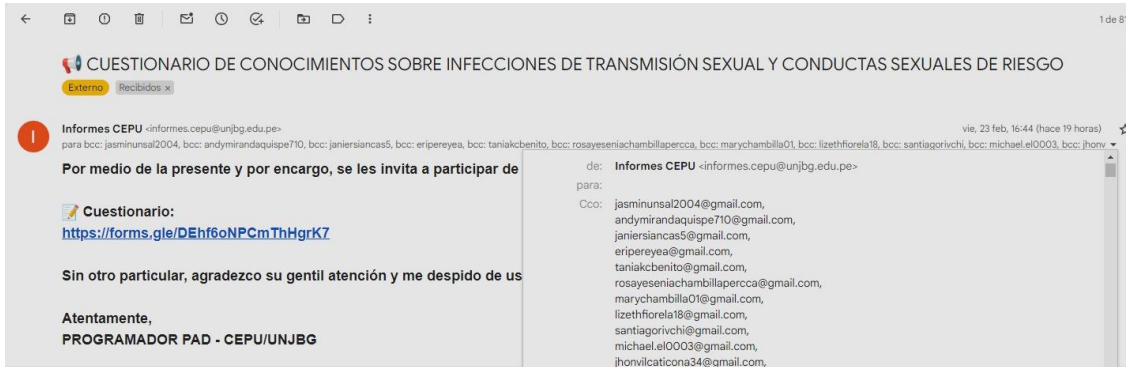 1 de 81
📢 CUESTIONARIO DE CONOCIMIENTOS SOBRE INFECCIONES DE TRANSMISIÓN SEXUAL Y CONDUCTAS SEXUALES DE RIESGO
Externo Recibidos x
I
Informes CEPU <informes.cepu@unjbg.edu.pe> vie, 23 feb, 16:44 (hace 19 horas)
para bcc: jasminunsal2004, bcc: andymirandaquispe710, bcc: janiersiancas5, bcc: eripereyea, bcc: taniakcbenito, bcc: rosayeseniachambillapercca, bcc: marychambilla01, bcc: lizethfiorela18, bcc: santiagorivchi, bcc: michael.el0003, bcc: jhonv
Por medio de la presente y por encargo, se les invita a participar de
📝 Cuestionario:
https://forms.gle/DEhf6oNPCmThHgrK7
Sin otro particular, agradezco su gentil atención y me despido de us
Atentamente,
PROGRAMADOR PAD - CEPU/UNJBG
de: Informes CEPU <informes.cepu@unjbg.edu.pe>
para:
Cco: jasminunsal2004@gmail.com,
andymirandaquispe710@gmail.com,
janiersiancas5@gmail.com,
eripereyea@gmail.com,
taniakcbenito@gmail.com,
rosayeseniachambillapercca@gmail.com,
marychambilla01@gmail.com,
lizethfiorela18@gmail.com,
santiagorivchi@gmail.com,
michael.el0003@gmail.com,
jhonvilcaticona34@gmail.com,